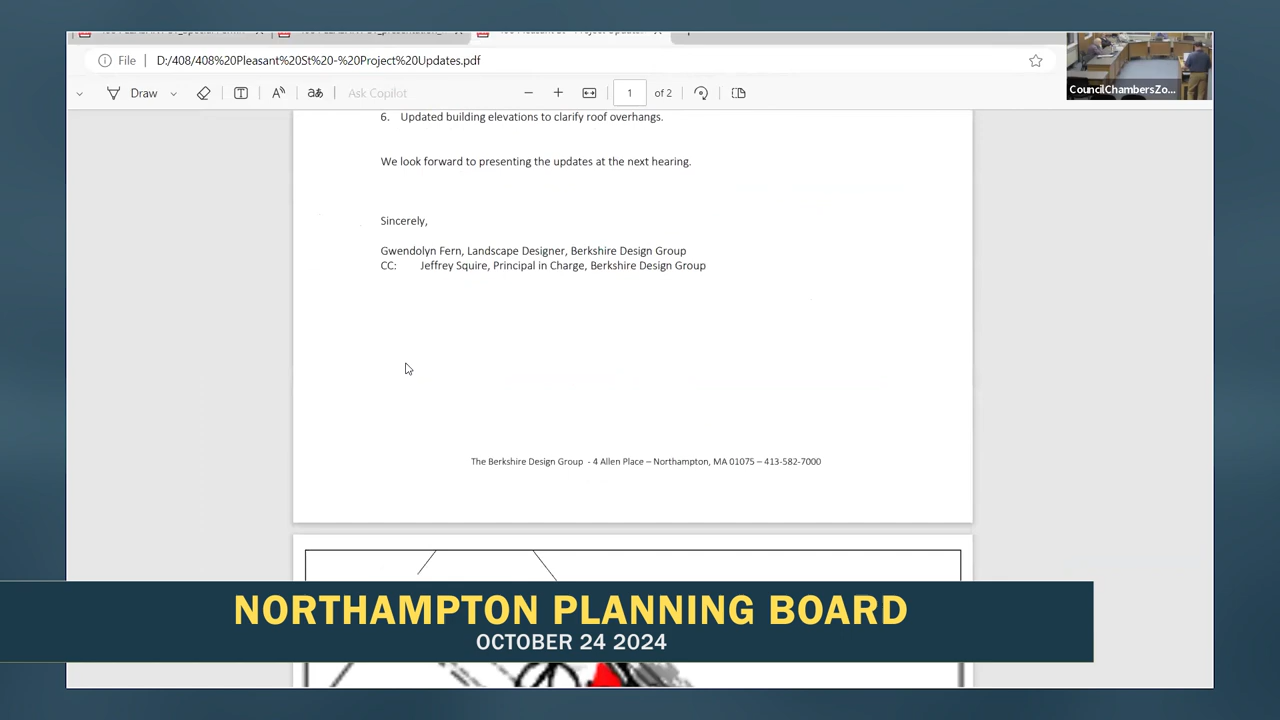 File D:/408/408%20Pleasant%20St%20-%20Project%20Updates.pdf
CouncilChambersZo...
Draw
Ask Copilot
1 of 2
6. Updated building elevations to clarify roof overhangs.
We look forward to presenting the updates at the next hearing.
Sincerely,
Gwendolyn Fern, Landscape Designer, Berkshire Design Group
CC: Jeffrey Squire, Principal in Charge, Berkshire Design Group
The Berkshire Design Group - 4 Allen Place – Northampton, MA 01075 – 413-582-7000
NORTHAMPTON PLANNING BOARD
OCTOBER 24 2024